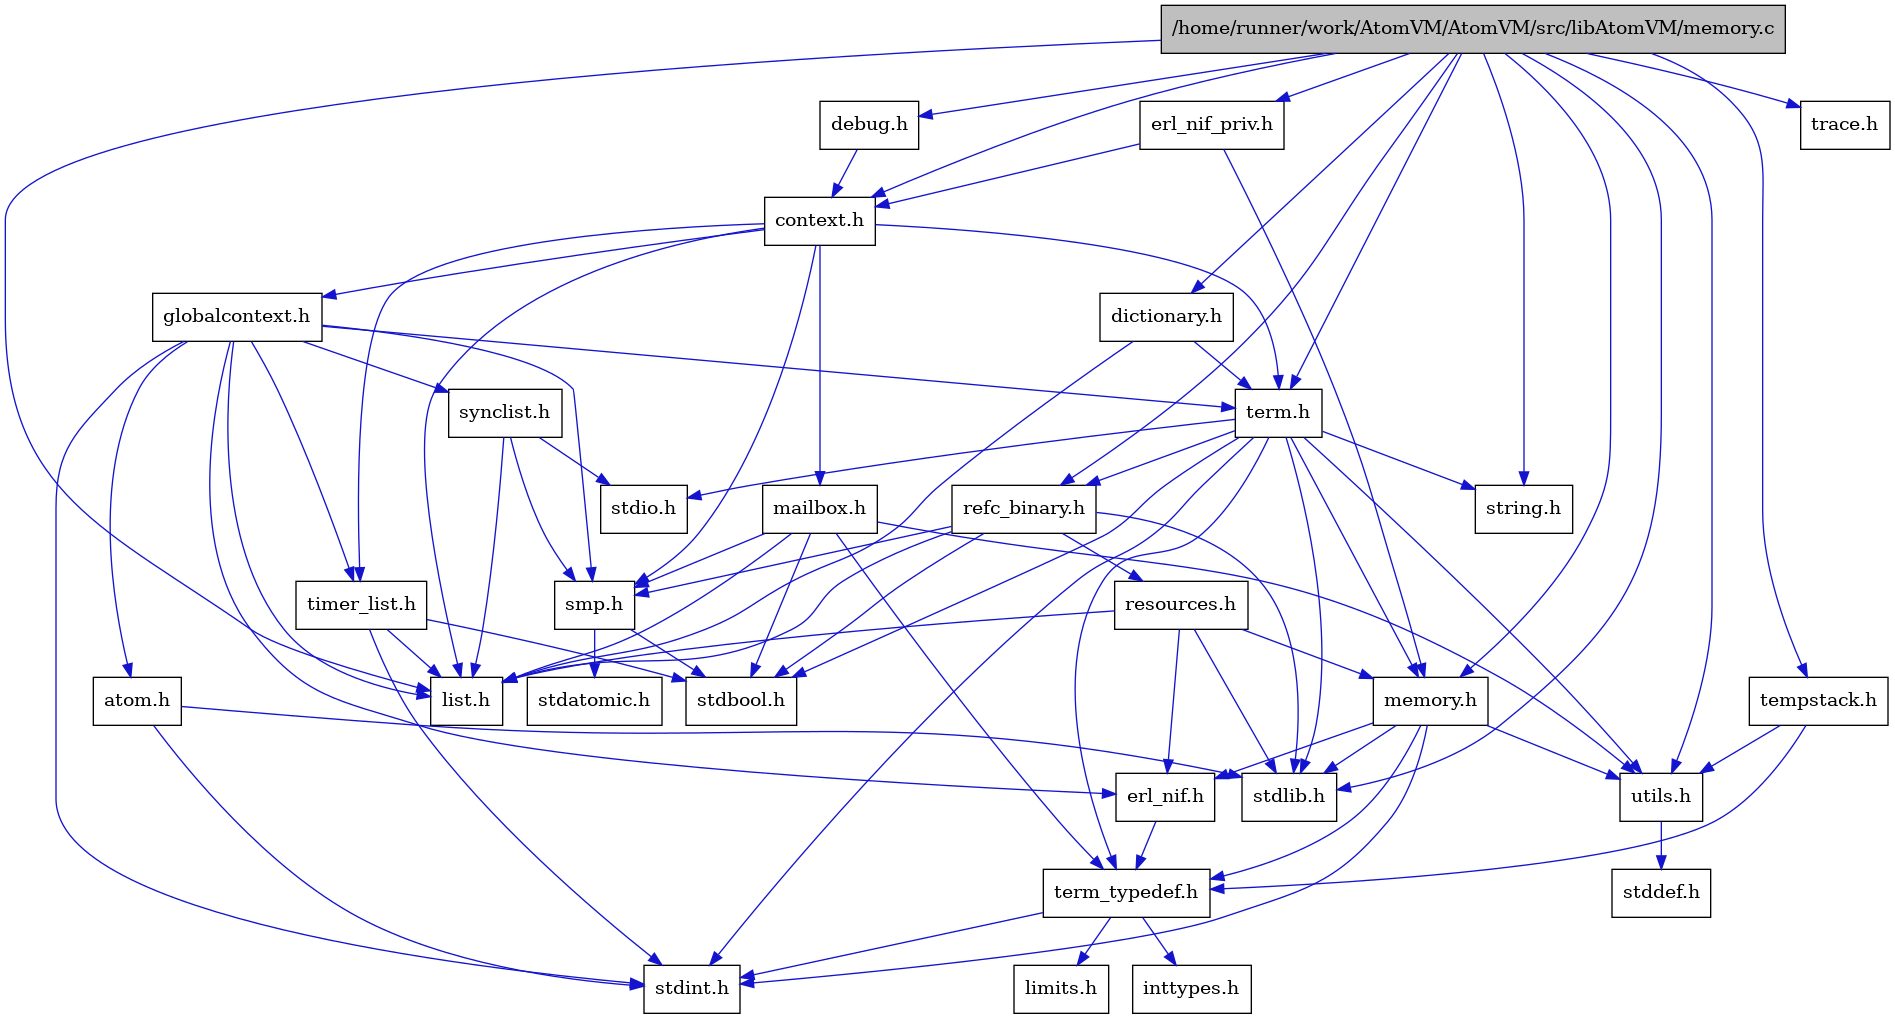 /home/runner/work/AtomVM/AtomVM/src/libAtomVM/memory.c
debug.h
erl_nif_priv.h
trace.h
context.h
globalcontext.h
dictionary.h
synclist.h
term.h
stdio.h
mailbox.h
refc_binary.h
string.h
timer_list.h
smp.h
resources.h
atom.h
list.h
stdatomic.h
stdbool.h
memory.h
tempstack.h
erl_nif.h
stdlib.h
utils.h
term_typedef.h
stddef.h
stdint.h
limits.h
inttypes.h